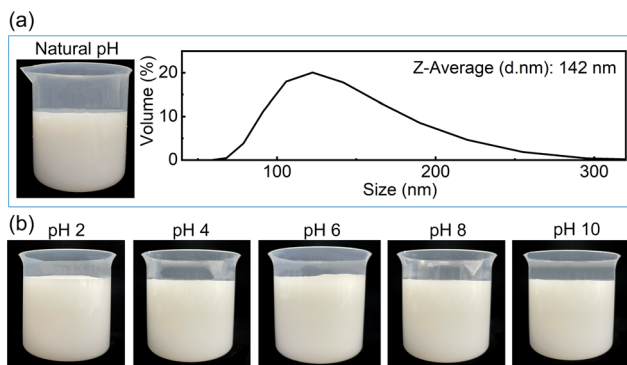 (a)
Natural pH
Z-Average (d.nm): 142 nm
Volume (%)
20
10
0
100
200
300
Size (nm)
(b)
pH 2
pH 4
pH 6
pH 8
pH 10